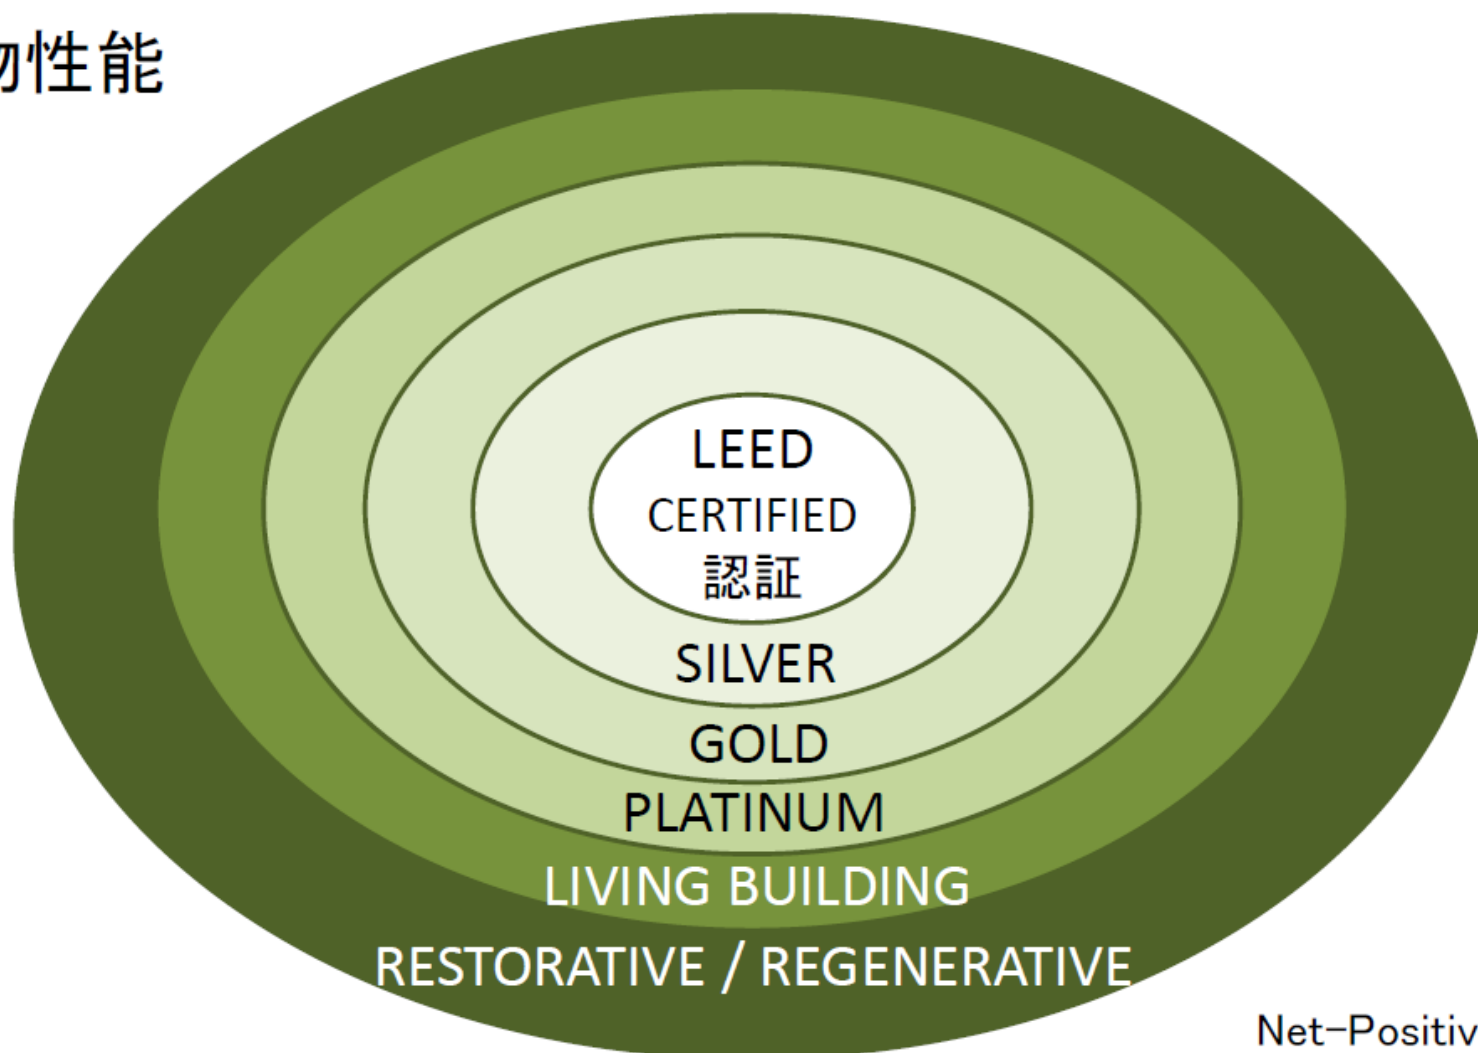 物性能
LEED
CERTIFIED
認証
SILVER
GOLD
PLATINUM
LIVING BUILDING
RESTORATIVE / REGENERATIVE
Net-Positiv